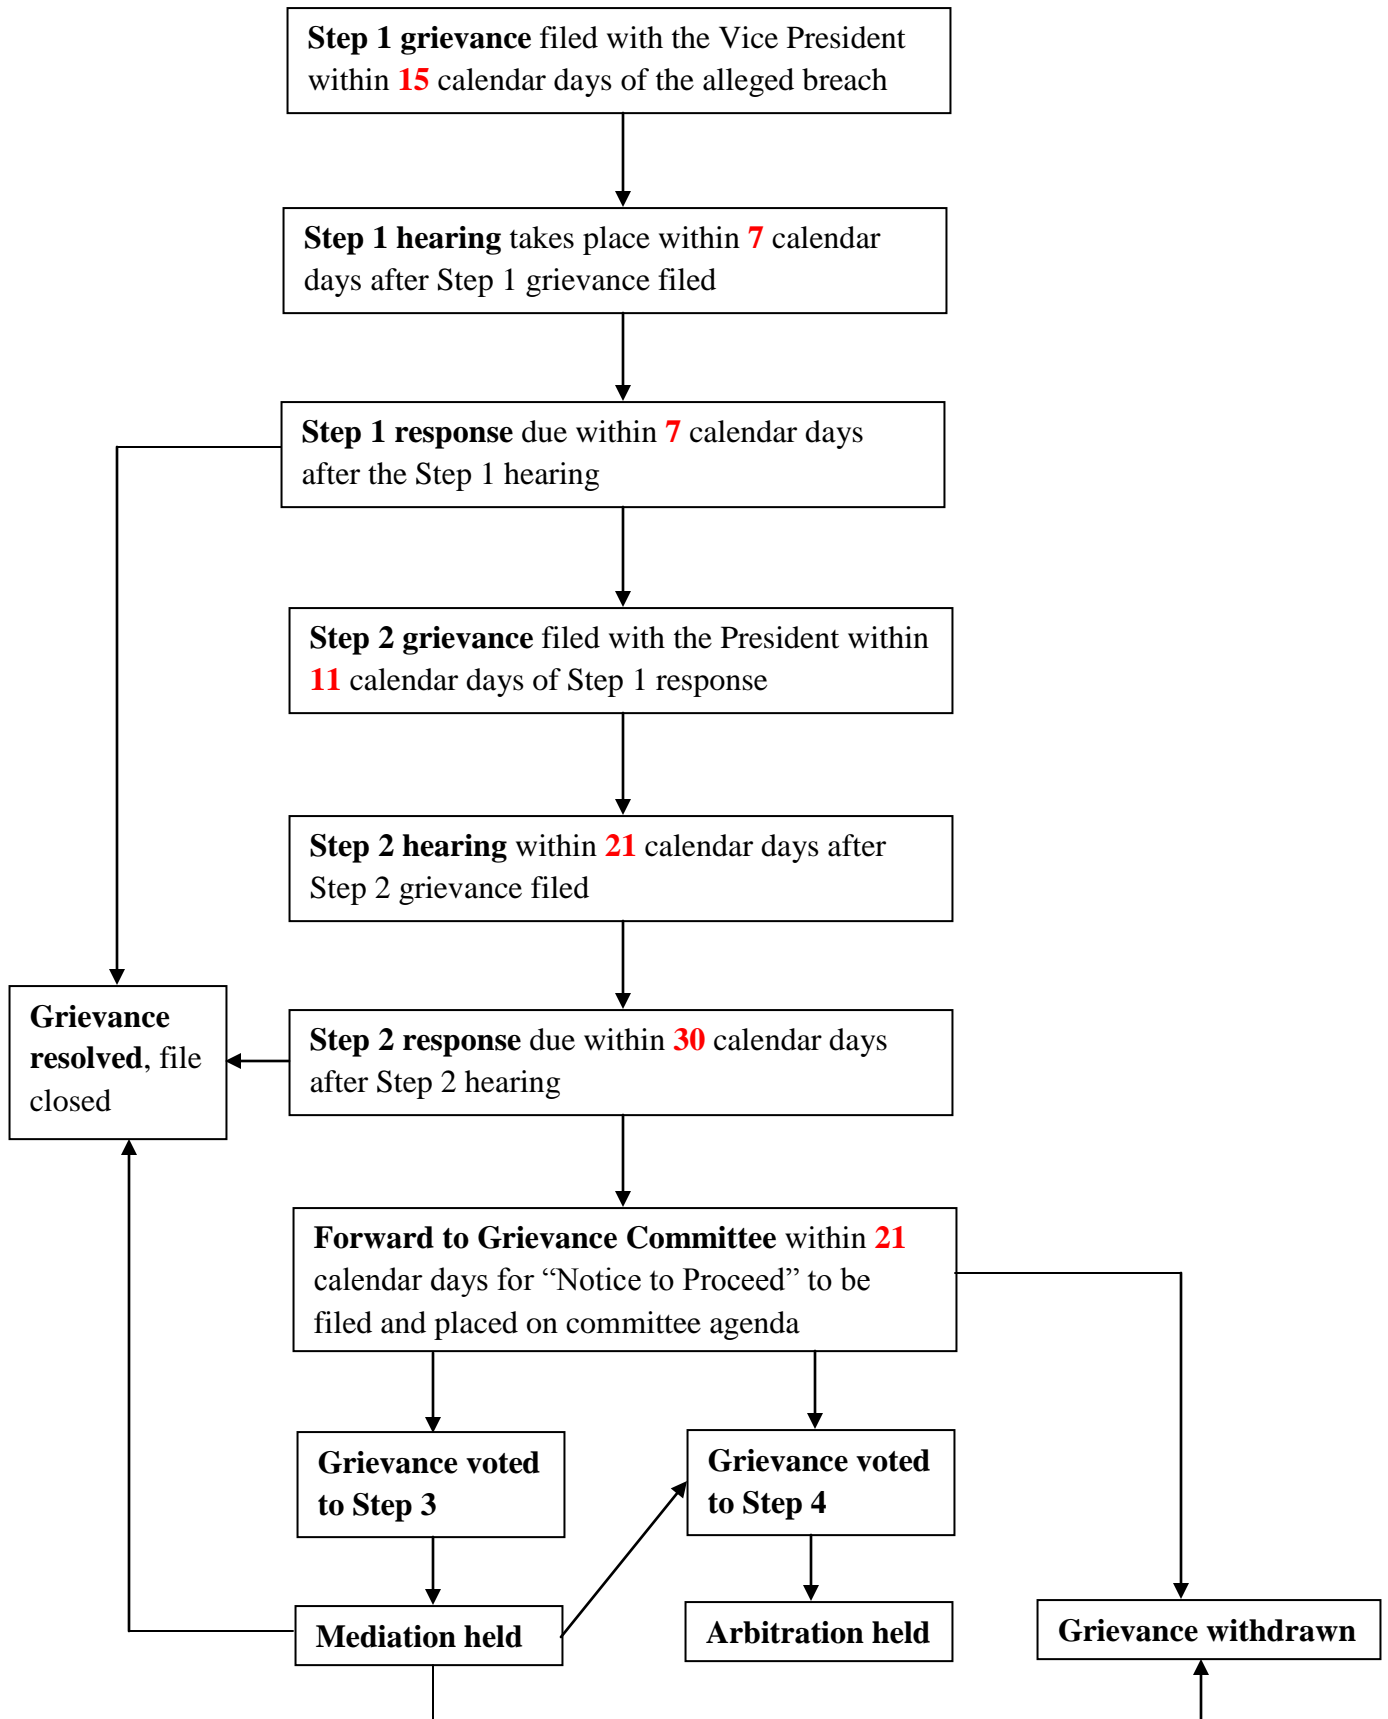 Step 1 grievance filed with the Vice President
within 15 calendar days of the alleged breach
Step 1 hearing takes place within 7 calendar
days after Step 1 grievance filed
Step 1 response due within 7 calendar days
after the Step 1 hearing
Step 2 grievance filed with the President within
11 calendar days of Step 1 response
Step 2 hearing within 21 calendar days after
Step 2 grievance filed
Grievance
resolved, file
closed
Step 2 response due within 30 calendar days
after Step 2 hearing
Forward to Grievance Committee within 21
calendar days for “Notice to Proceed” to be
filed and placed on committee agenda
Grievance voted
to Step 3
Grievance voted
to Step 4
Mediation held
Arbitration held
Grievance withdrawn